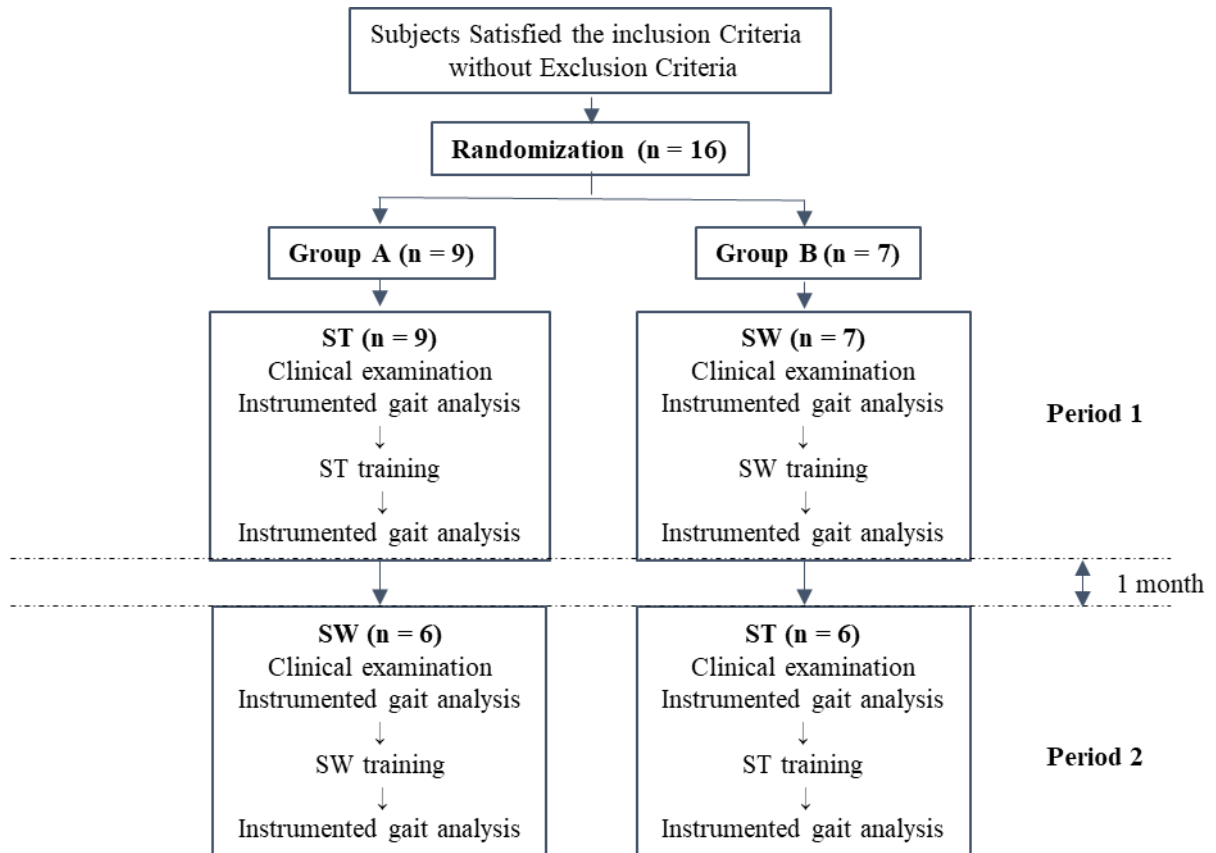 Subjects Satisfied the inclusion Criteria
without Exclusion Criteria
Randomization (n = 16)
Group A (n = 9)
Group B (n = 7)
ST (n = 9)
Clinical examination
Instrumented gait analysis
↓
ST training
↓
Instrumented gait analysis
SW (n = 7)
Clinical examination
Instrumented gait analysis
↓
SW training
↓
Instrumented gait analysis
Period 1
1 month
SW (n = 6)
Clinical examination
Instrumented gait analysis
↓
SW training
↓
Instrumented gait analysis
ST (n = 6)
Clinical examination
Instrumented gait analysis
↓
ST training
↓
Instrumented gait analysis
Period 2